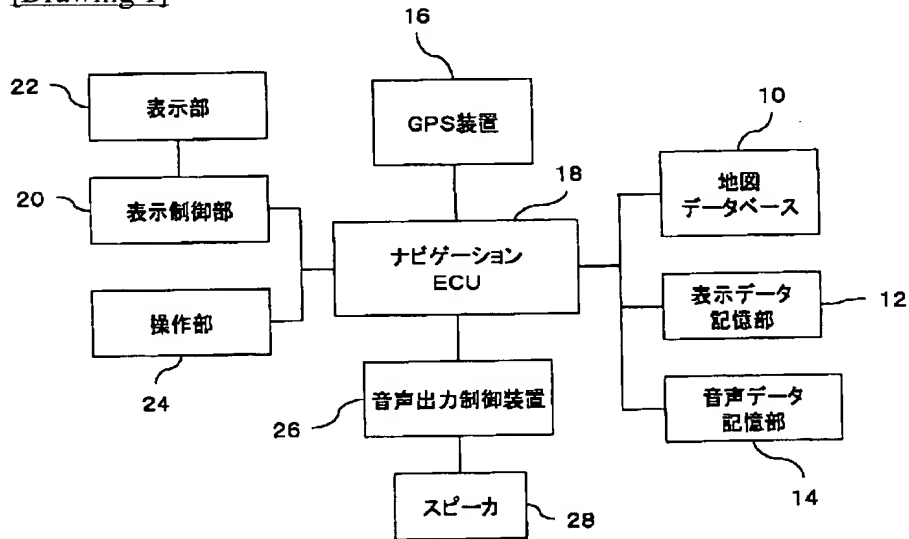 [Drawing 1]
16
22
表示部
GPS装置
10
地図
データベース
18
20
表示制御部
ナビゲーション
ECU
表示データ
記憶部
12
操作部
24
音声出力制御装置
26
音声データ
記憶部
14
スピーカ
28